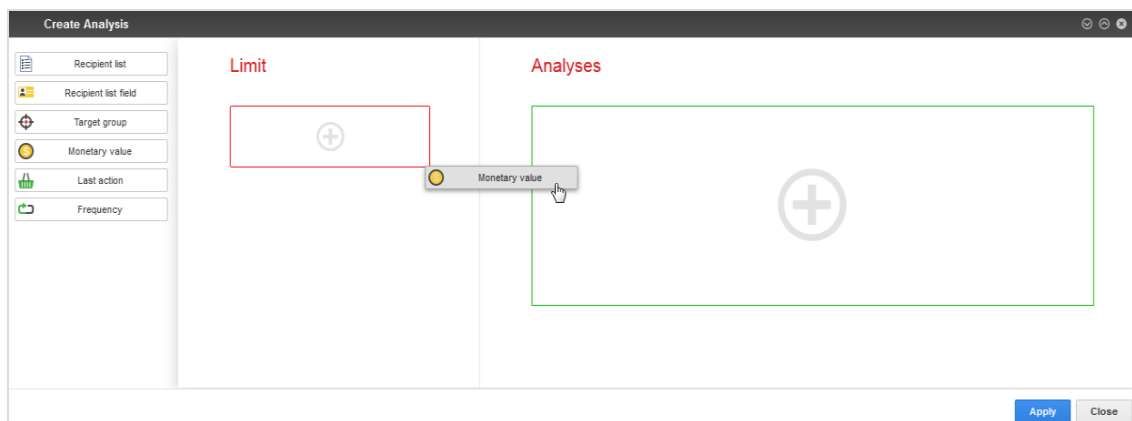 Create Analysis
Recipient list
Recipient list field
Target group
Monetary value
Last action
Frequency
Limit
Analyses
Monetary value
Apply
Close